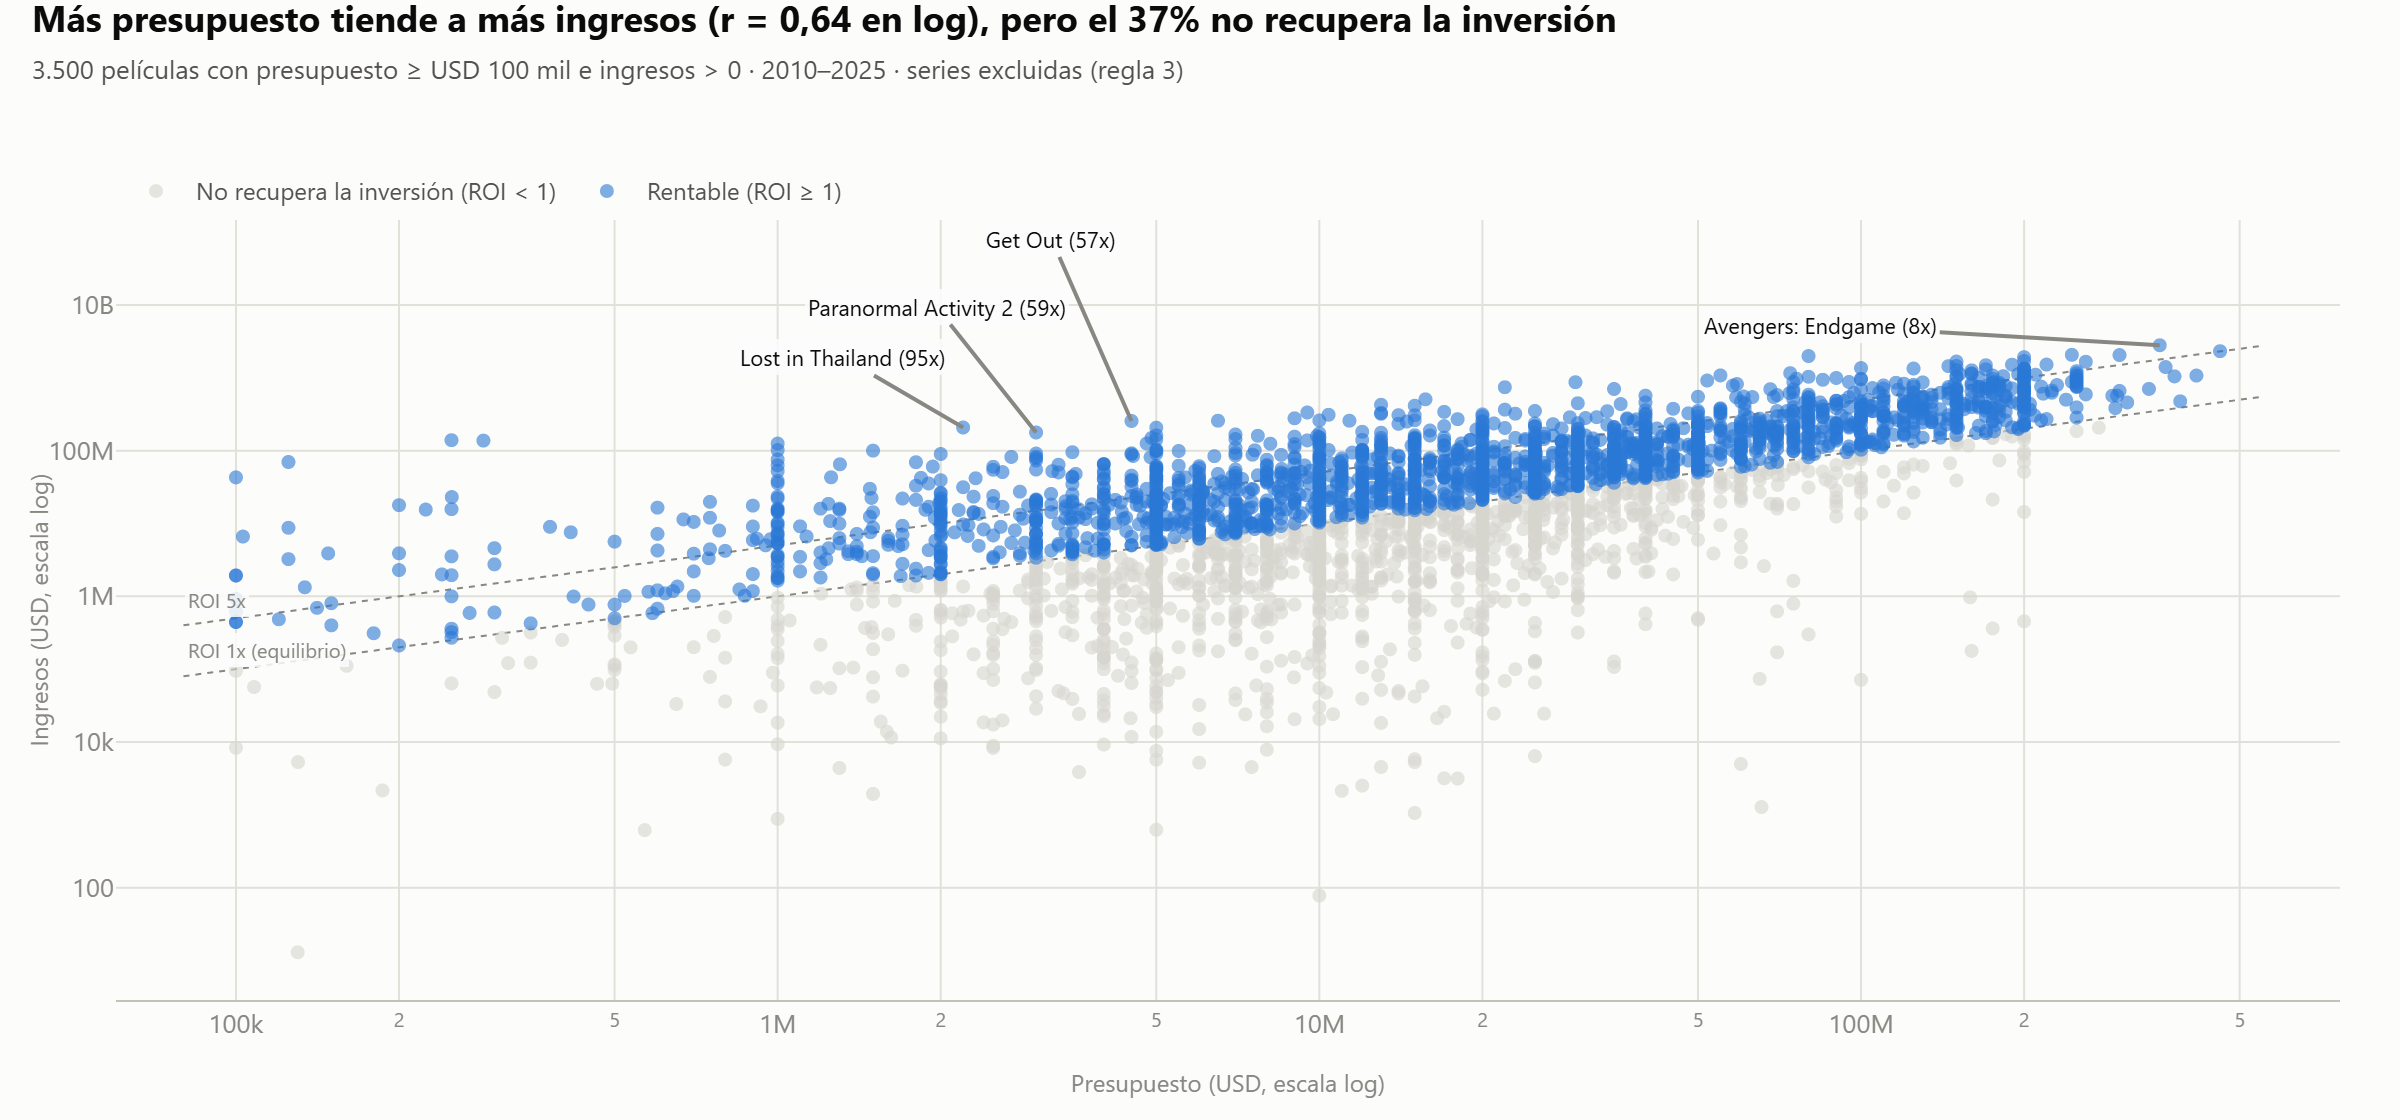 Más presupuesto tiende a más ingresos (r = 0,64 en log), pero el 37% no recupera la inversión
3.500 películas con presupuesto ≥ USD 100 mil e ingresos > 0 · 2010–2025 · series excluidas (regla 3)
No recupera la inversión (ROI < 1)
Rentable (ROI ≥ 1)
Get Out (57x)
Paranormal Activity 2 (59x)
Lost in Thailand (95x)
Avengers: Endgame (8x)
10B
100M
1M
10k
100
ROI 5x
ROI 1x (equilibrio)
Ingresos (USD, escala log)
100k
2
5
1M
2
5
10M
2
5
100M
2
5
Presupuesto (USD, escala log)